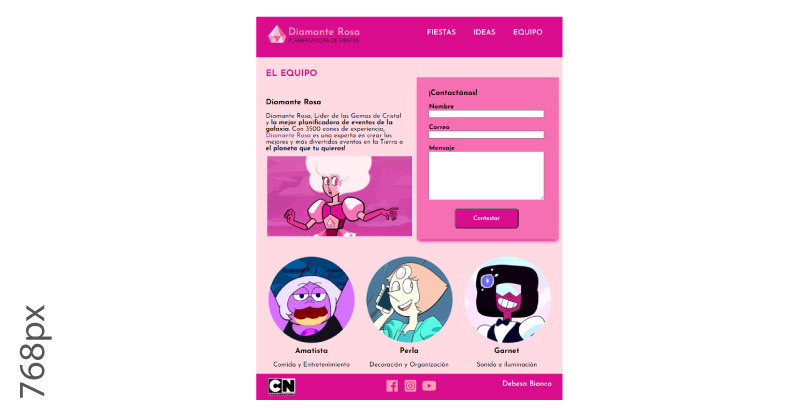 Diamante Rosa
PLANIFICADORA DE FIESTAS
FIESTAS IDEAS EQUIPO
EL EQUIPO
Diamante Rosa
Diamante Rosa, Lider de las Gemas de Cristal
y la mejor planificadora de eventos de la
galaxia. Con 3500 eones de experiencia,
Diamante Rosa es una experta en crear los
mejores y más divertidos eventos en la Tierra o
el planeta que tu quieras!
¡Contactános!
Nombre
Correo
Mensaje
Contestar
Amatista
Comida y Entretenimiento
Perla
Decoración y Organización
Garnet
Sonido e iluminación
CN
Debesa Bianca
768px